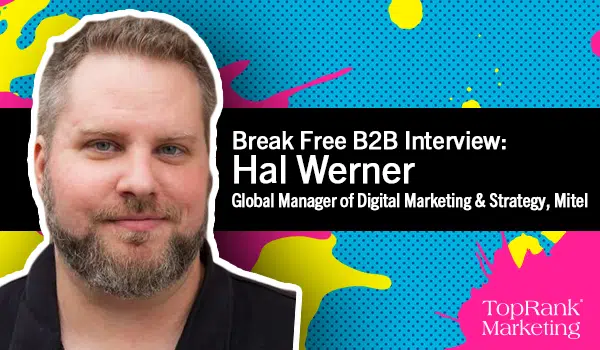 Break Free B2B Interview:
Hal Werner
Global Manager of Digital Marketing & Strategy, Mitel
TopRank®
Marketing